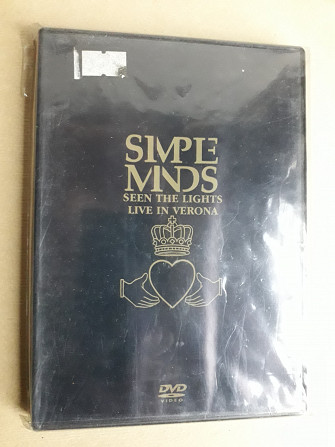 SIMPLE
MINDS
SEEN THE LIGHTS
LIVE IN VERONA
DVD
VIDEO